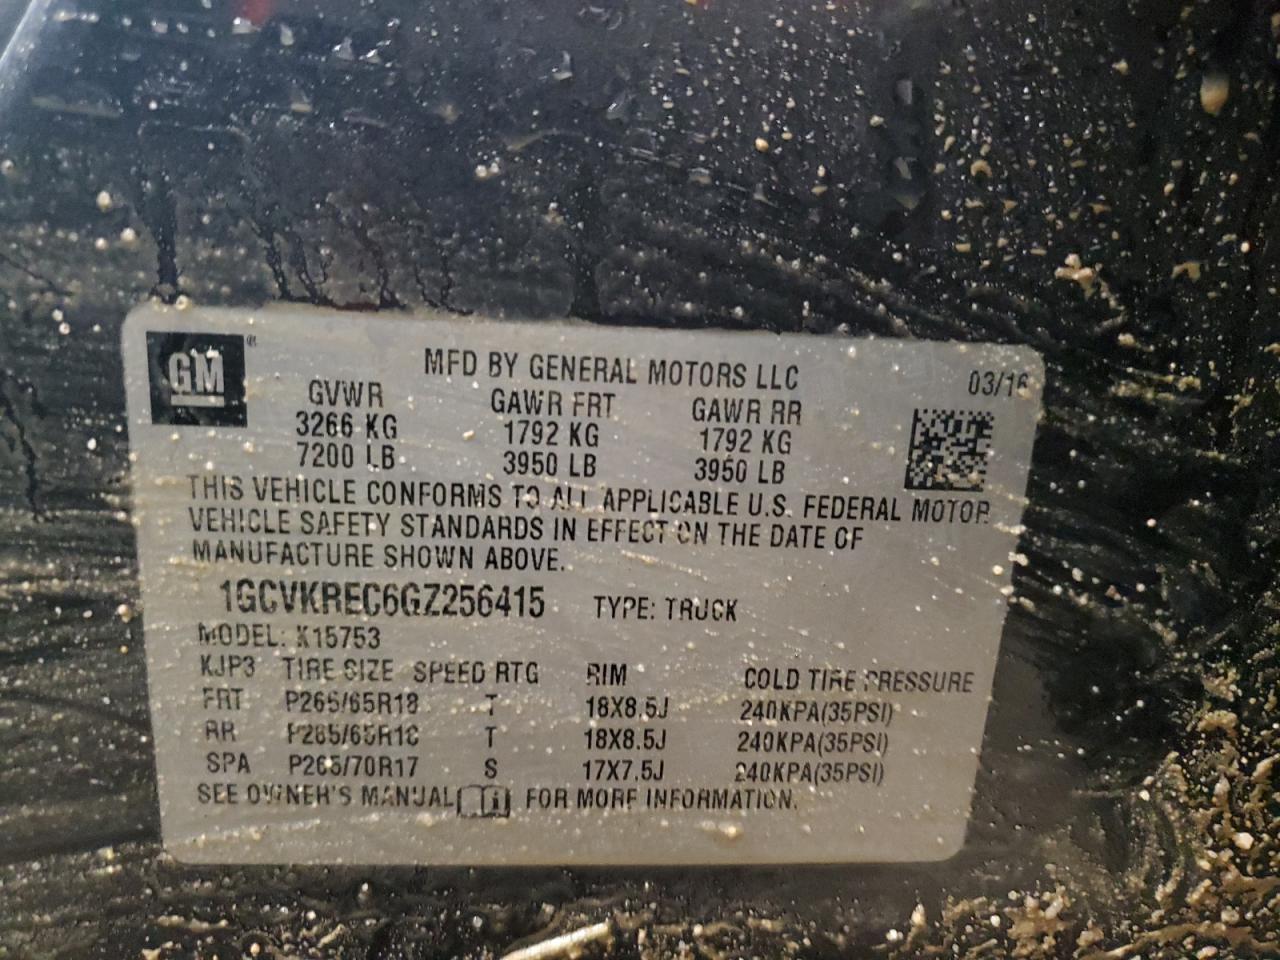 GM ®
MFD BY GENERAL MOTORS LLC 03/16
GVWR GAWR FRT GAWR RR
3266 KG 1792 KG 1792 KG
7200 LB 3950 LB 3950 LB
THIS VEHICLE CONFORMS TO ALL APPLICABLE U.S. FEDERAL MOTOR
VEHICLE SAFETY STANDARDS IN EFFECT ON THE DATE OF
MANUFACTURE SHOWN ABOVE.
1GCVKREC6GZ256415 TYPE: TRUCK
MODEL: K15753
KJP3 TIRE SIZE SPEED RTG RIM COLD TIRE PRESSURE
FRT P265/65R18 T 18X8.5J 240KPA(35PSI)
RR P265/65R18 T 18X8.5J 240KPA(35PSI)
SPA P265/70R17 S 17X7.5J 240KPA(35PSI)
SEE OWNER'S MANUAL FOR MORE INFORMATION.